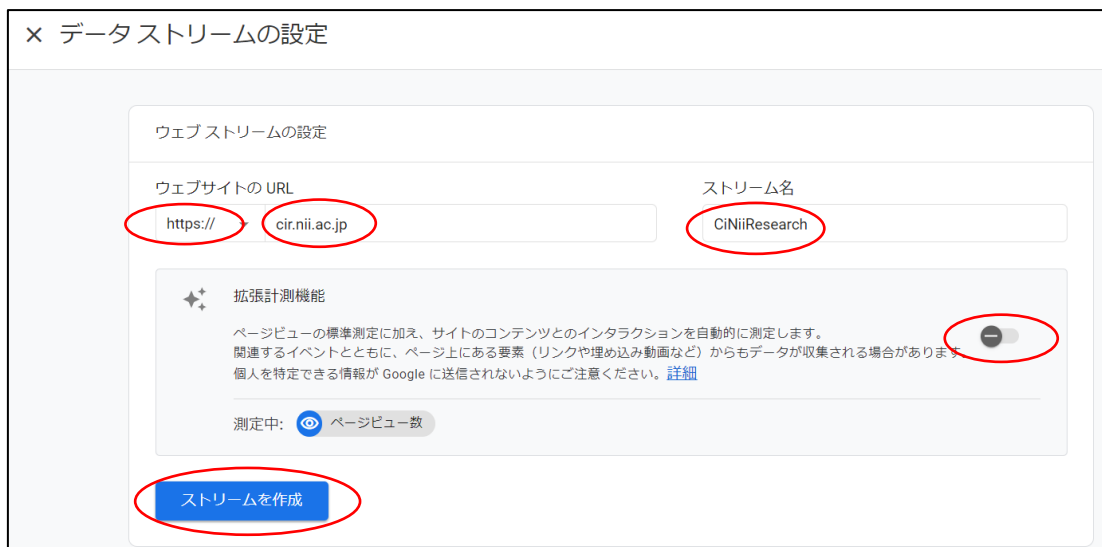 × データ ストリームの設定
ウェブ ストリームの設定
ウェブサイトの URL
ストリーム名
https://
cir.nii.ac.jp
CiNiiResearch
拡張計測機能
ページビューの標準測定に加え、サイトのコンテンツとのインタラクションを自動的に測定します。
関連するイベントとともに、ページ上にある要素（リンクや埋め込み動画など）からもデータが収集される場合があります。
個人を特定できる情報が Google に送信されないようにご注意ください。詳細
測定中: ページビュー数
ストリームを作成